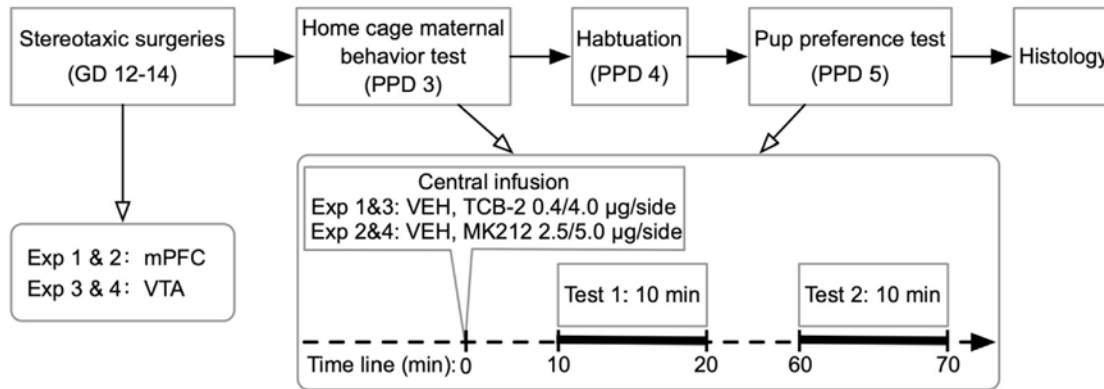 Stereotaxic surgeries
(GD 12-14)
Home cage maternal
behavior test
(PPD 3)
Habtuation
(PPD 4)
Pup preference test
(PPD 5)
Histology
Exp 1 & 2: mPFC
Exp 3 & 4: VTA
Central infusion
Exp 1&3: VEH, TCB-2 0.4/4.0 µg/side
Exp 2&4: VEH, MK212 2.5/5.0 µg/side
Test 1: 10 min
Test 2: 10 min
Time line (min): 0 10 20 60 70